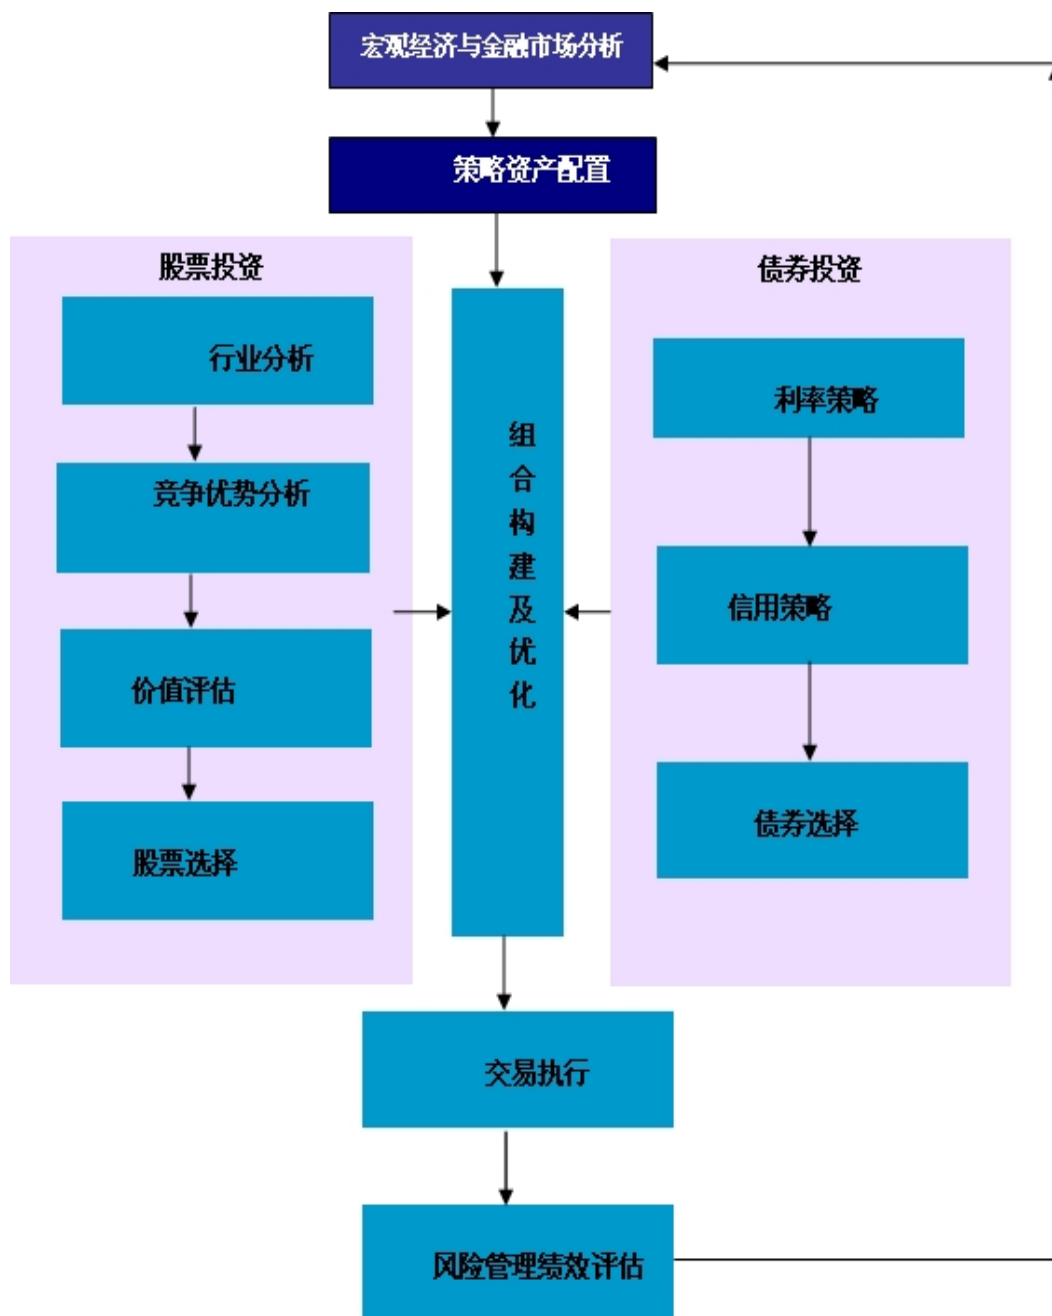 宏观经济与金融市场分析
策略资产配置
股票投资
行业分析
竞争优势分析
价值评估
股票选择
组
合
构
建
及
优
化
债券投资
利率策略
信用策略
债券选择
交易执行
风险管理绩效评估